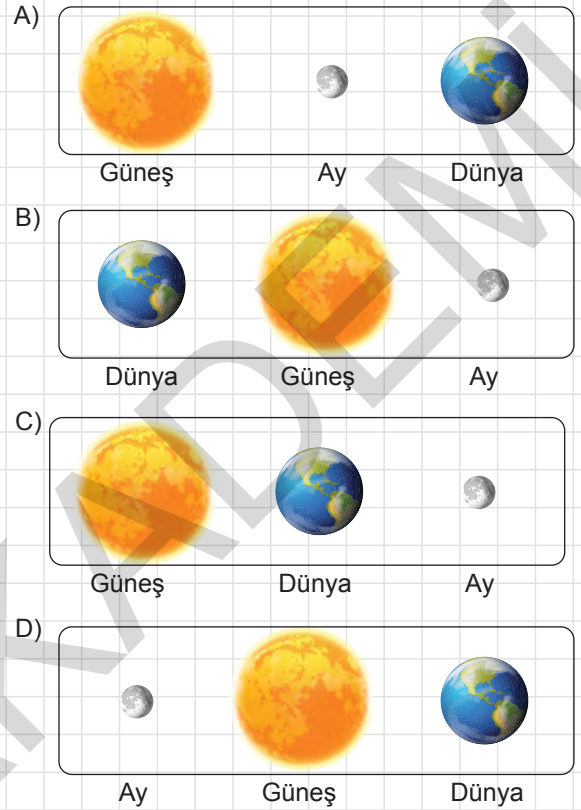 A)
Güneş Ay Dünya
B)
Dünya Güneş Ay
C)
Güneş Dünya Ay
D)
Ay Güneş Dünya